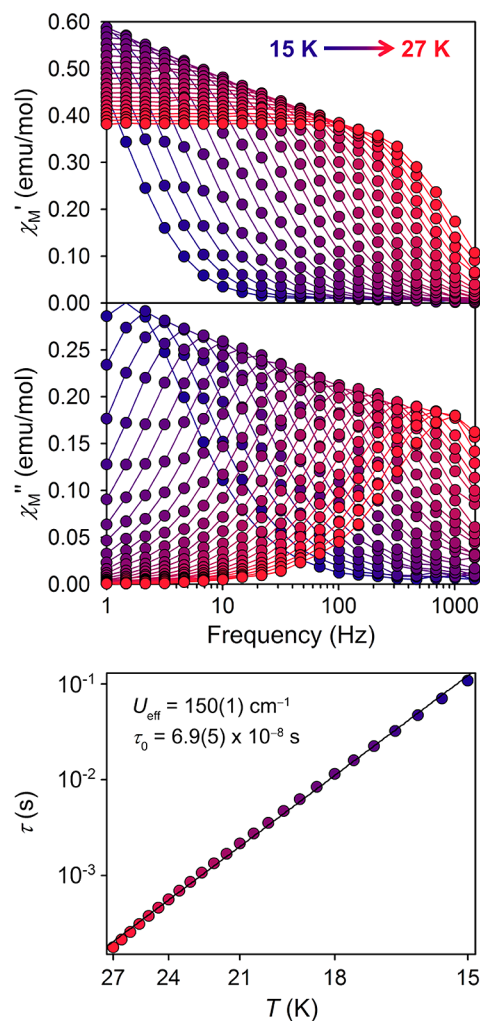 15 K → 27 K
0.60
0.50
0.40
0.30
0.20
0.10
0.00
χM' (emu/mol)
0.25
0.20
0.15
0.10
0.05
0.00
χM" (emu/mol)
1 10 100 1000
Frequency (Hz)
Ueff = 150(1) cm⁻¹
τ0 = 6.9(5) x 10⁻⁸ s
10⁻¹
10⁻²
10⁻³
τ (s)
27 24 21 18 15
T (K)